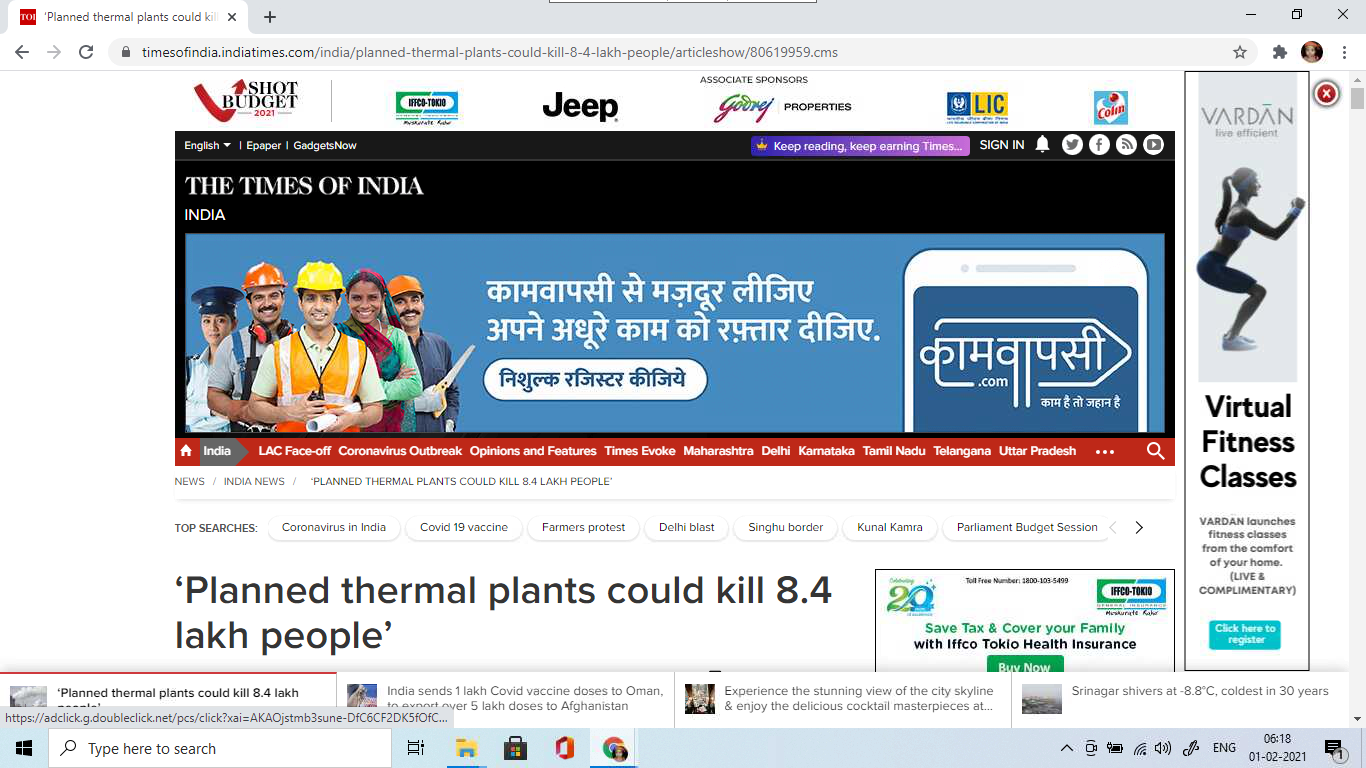 'Planned thermal plants could kill
timesofindia.indiatimes.com/india/planned-thermal-plants-could-kill-8-4-lakh-people/articleshow/80619959.cms
SHOT
BUDGET
2021
IFFCO-TOKIO
Muskurate Raho
Jeep
ASSOCIATE SPONSORS
Godrej PROPERTIES
LIC
Colin
VARDĀN
live efficient
English | Epaper | GadgetsNow
Keep reading, keep earning Times... SIGN IN
THE TIMES OF INDIA
INDIA
कामवापसी से मज़दूर लीजिए
अपने अधूरे काम को रफ़्तार दीजिए.
निशुल्क रजिस्टर कीजिये
कामवापसी
.com
काम है तो जहान है
India LAC Face-off Coronavirus Outbreak Opinions and Features Times Evoke Maharashtra Delhi Karnataka Tamil Nadu Telangana Uttar Pradesh •••
NEWS / INDIA NEWS / 'PLANNED THERMAL PLANTS COULD KILL 8.4 LAKH PEOPLE'
TOP SEARCHES: Coronavirus in India Covid 19 vaccine Farmers protest Delhi blast Singhu border Kunal Kamra Parliament Budget Session
‘Planned thermal plants could kill 8.4
lakh people’
Celebrating
20
Toll Free Number: 1800-103-5499
IFFCO-TOKIO
GENERAL INSURANCE
Muskurate Raho
Save Tax & Cover your Family
with Iffco Tokio Health Insurance
Buy Now
Virtual
Fitness
Classes
VARDĀN launches
fitness classes
from the comfort
of your home.
(LIVE &
COMPLIMENTARY)
Click here to
register
‘Planned thermal plants could kill 8.4 lakh
people’
India sends 1 lakh Covid vaccine doses to Oman,
to export over 5 lakh doses to Afghanistan
Experience the stunning view of the city skyline
& enjoy the delicious cocktail masterpieces at...
Srinagar shivers at -8.8°C, coldest in 30 years
https://adclick.g.doubleclick.net/pcs/click?xai=AKAOjstmb3sune-DfC6CF2DK5fOfC...
Type here to search
ENG
06:18
01-02-2021
1